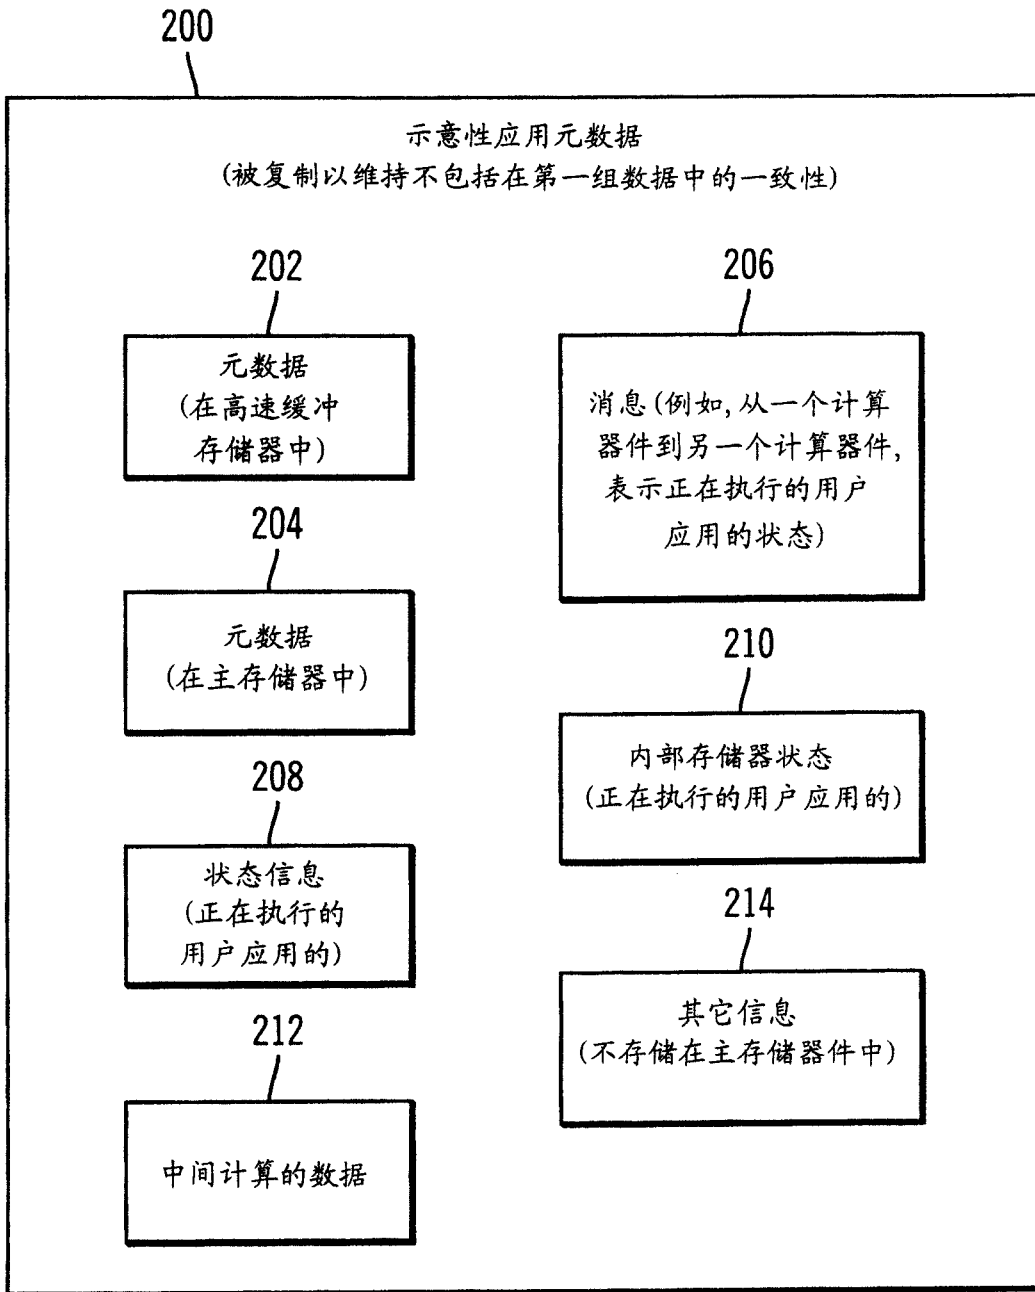 200
示意性应用元数据
(被复制以维持不包括在第一组数据中的一致性)
202
元数据
(在高速缓冲
存储器中)
204
元数据
(在主存储器中)
208
状态信息
(正在执行的
用户应用的)
212
中间计算的数据
206
消息(例如,从一个计算
器件到另一个计算器件,
表示正在执行的用户
应用的状态)
210
内部存储器状态
(正在执行的用户应用的)
214
其它信息
(不存储在主存储器件中)